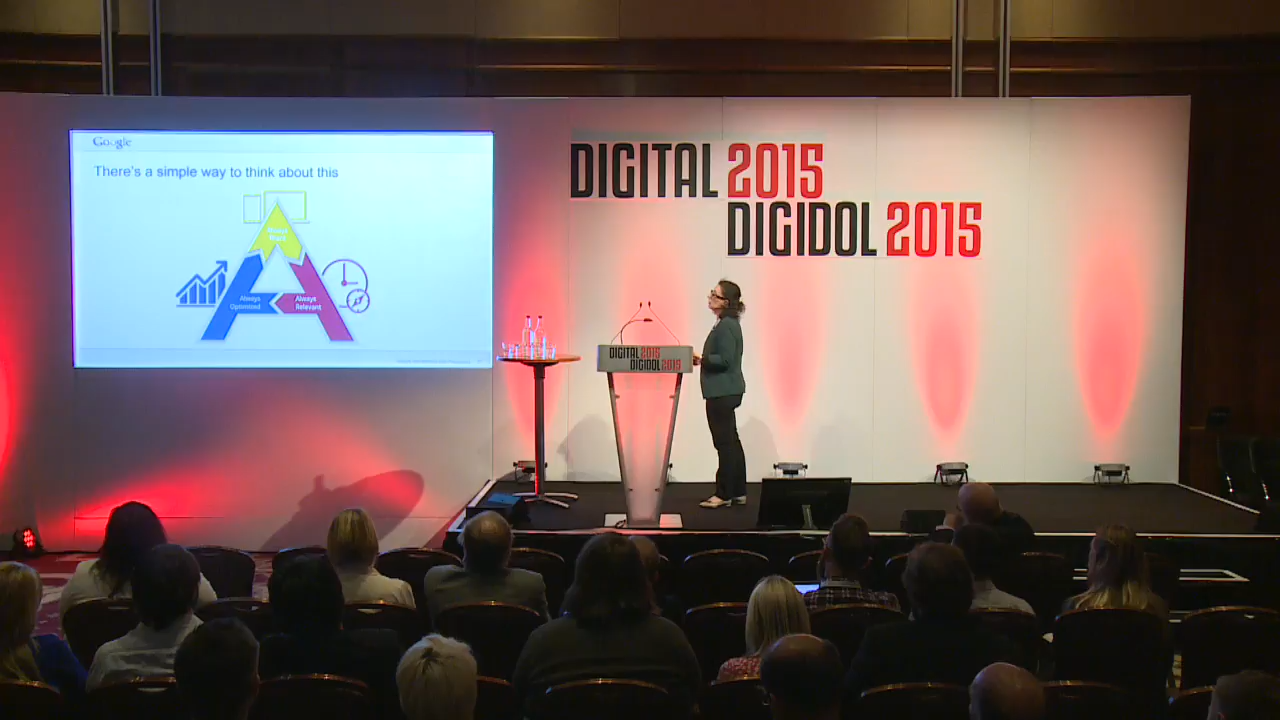 Google
There's a simple way to think about this
Always
Optimised
Always
Relevant
DIGITAL 2015
DIGIDOL 2015
DIGITAL 2015
DIGIDOL 2015